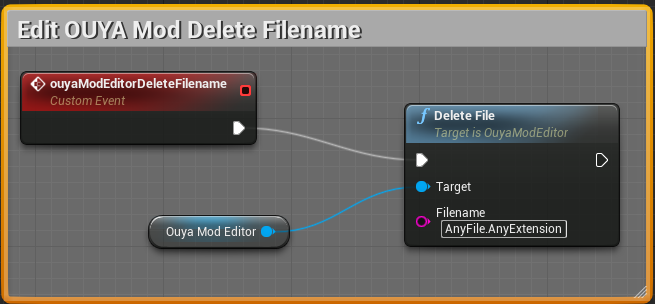 Edit OUYA Mod Delete Filename
ouyaModEditorDeleteFilename
Custom Event
f Delete File
Target is OuyaModEditor
Target
Ouya Mod Editor
Filename
AnyFile.AnyExtension